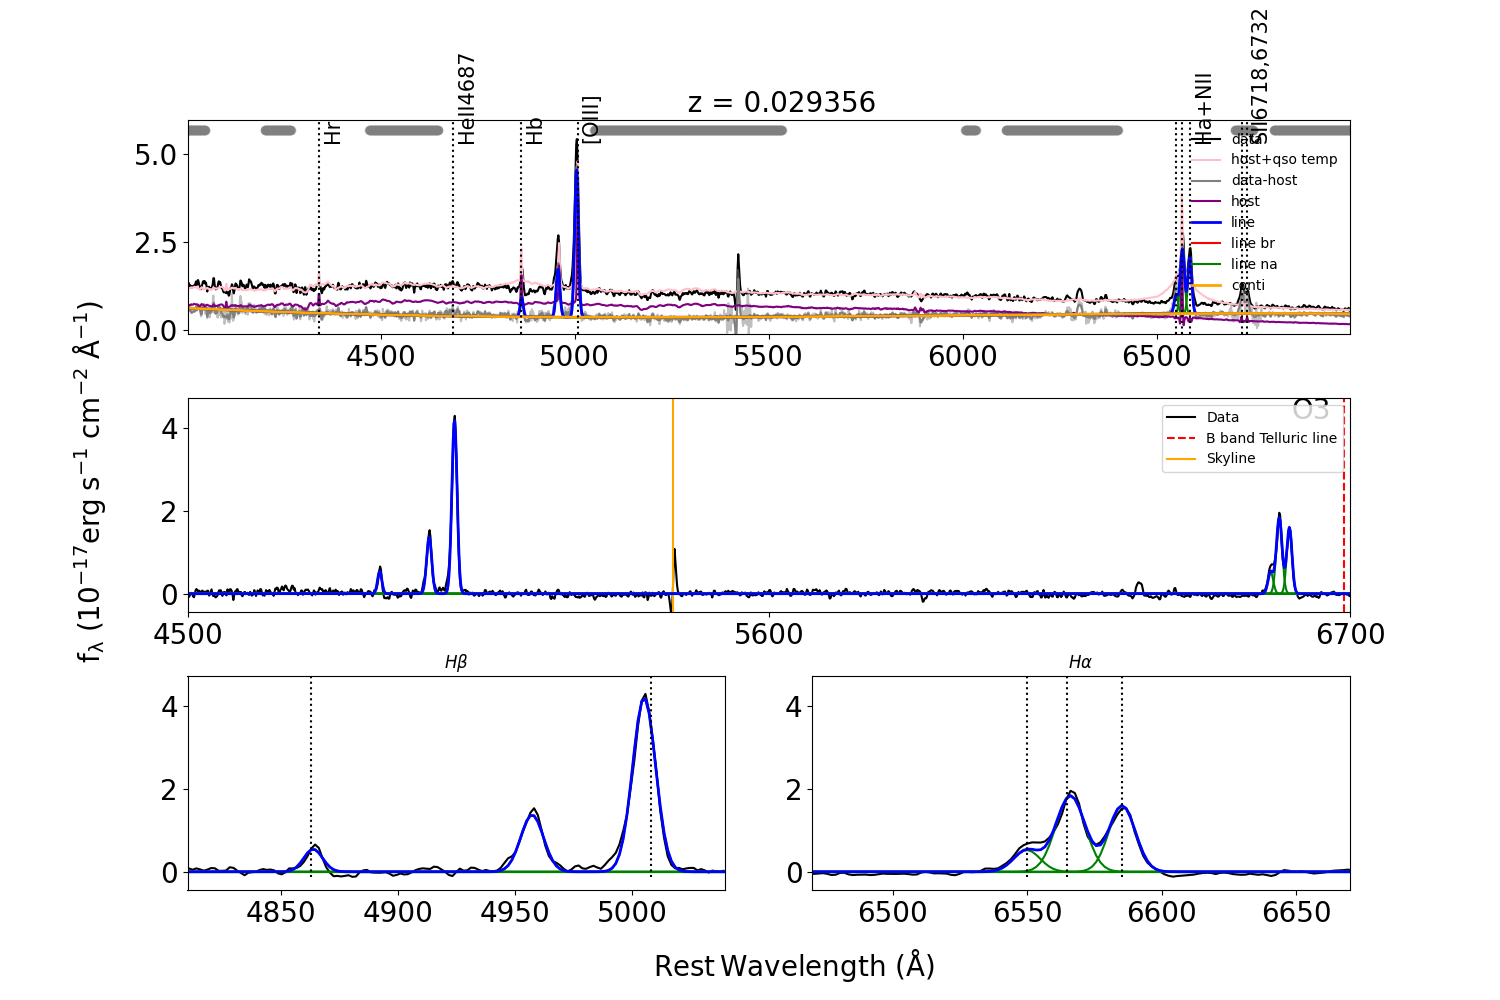 z = 0.029356
Hr
HeII4687
Hb
[OIII]
Ha+NII
SII6718,6732
data
host+qso temp
data-host
host
line
line br
line na
conti
5.0
2.5
0.0
4500 5000 5500 6000 6500
fλ (10−17erg s−1 cm−2 Å−1)
O3
Data
B band Telluric line
Skyline
4
2
0
4500 5600 6700
Hβ
4
2
0
4850 4900 4950 5000
Hα
4
2
0
6500 6550 6600 6650
Rest Wavelength (Å)